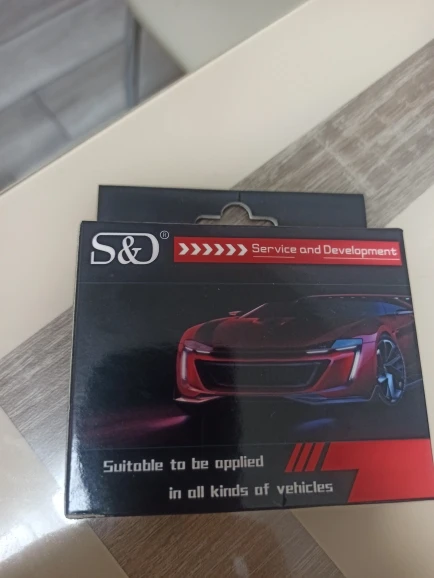 S&D® >>>>>> Service and Development
Suitable to be applied
in all kinds of vehicles